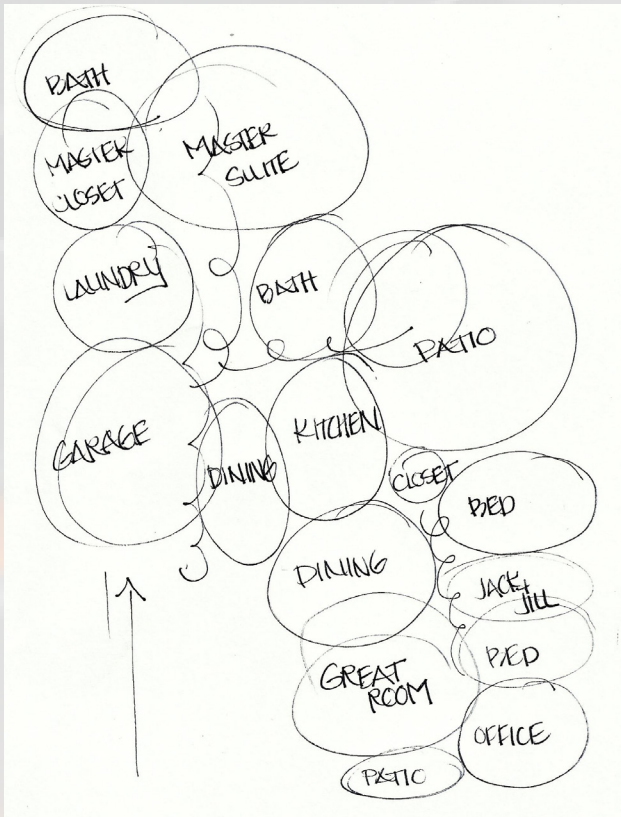 BATH
MASTER
CLOSET
MASTER
SUITE
LAUNDRY
BATH
PATIO
GARAGE
DINING
KITCHEN
CLOSET
BED
DINING
JACK+
JILL
BED
GREAT
ROOM
OFFICE
PATIO